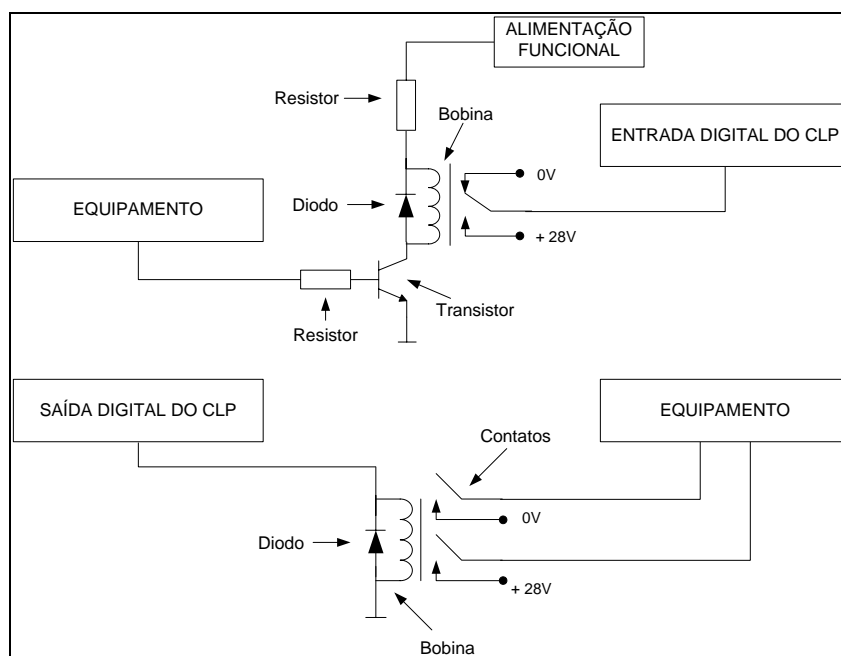 ALIMENTAÇÃO
FUNCIONAL
Resistor
Bobina
ENTRADA DIGITAL DO CLP
0V
EQUIPAMENTO
Diodo
+ 28V
Transistor
Resistor
SAÍDA DIGITAL DO CLP
EQUIPAMENTO
Contatos
0V
Diodo
+ 28V
Bobina